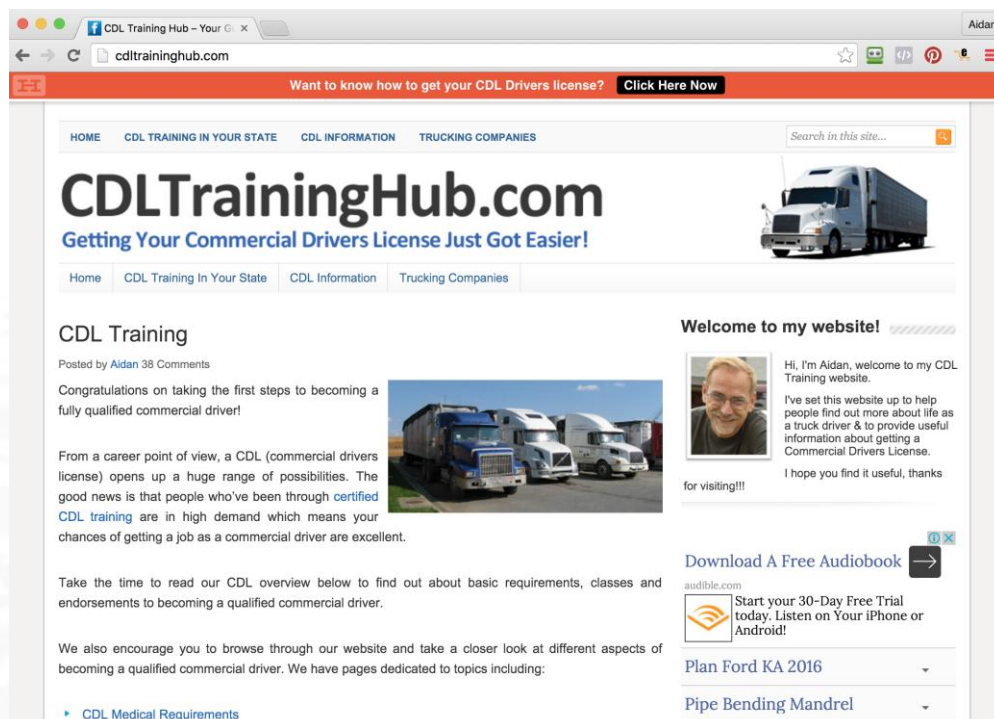 CDL Training Hub – Your G
Aidan
cdltraininghub.com
Want to know how to get your CDL Drivers license? Click Here Now
HOME CDL TRAINING IN YOUR STATE CDL INFORMATION TRUCKING COMPANIES
Search in this site...
CDLTrainingHub.com
Getting Your Commercial Drivers License Just Got Easier!
Home CDL Training In Your State CDL Information Trucking Companies
CDL Training
Posted by Aidan 38 Comments
Congratulations on taking the first steps to becoming a
fully qualified commercial driver!
From a career point of view, a CDL (commercial drivers
license) opens up a huge range of possibilities. The
good news is that people who've been through certified
CDL training are in high demand which means your
chances of getting a job as a commercial driver are excellent.
Take the time to read our CDL overview below to find out about basic requirements, classes and
endorsements to becoming a qualified commercial driver.
We also encourage you to browse through our website and take a closer look at different aspects of
becoming a qualified commercial driver. We have pages dedicated to topics including:
CDL Medical Requirements
Welcome to my website!
Hi, I'm Aidan, welcome to my CDL
Training website.
I've set this website up to help
people find out more about life as
a truck driver & to provide useful
information about getting a
Commercial Drivers License.
I hope you find it useful, thanks
for visiting!!!
Download A Free Audiobook
audible.com
Start your 30-Day Free Trial
today. Listen on Your iPhone or
Android!
Plan Ford KA 2016
Pipe Bending Mandrel